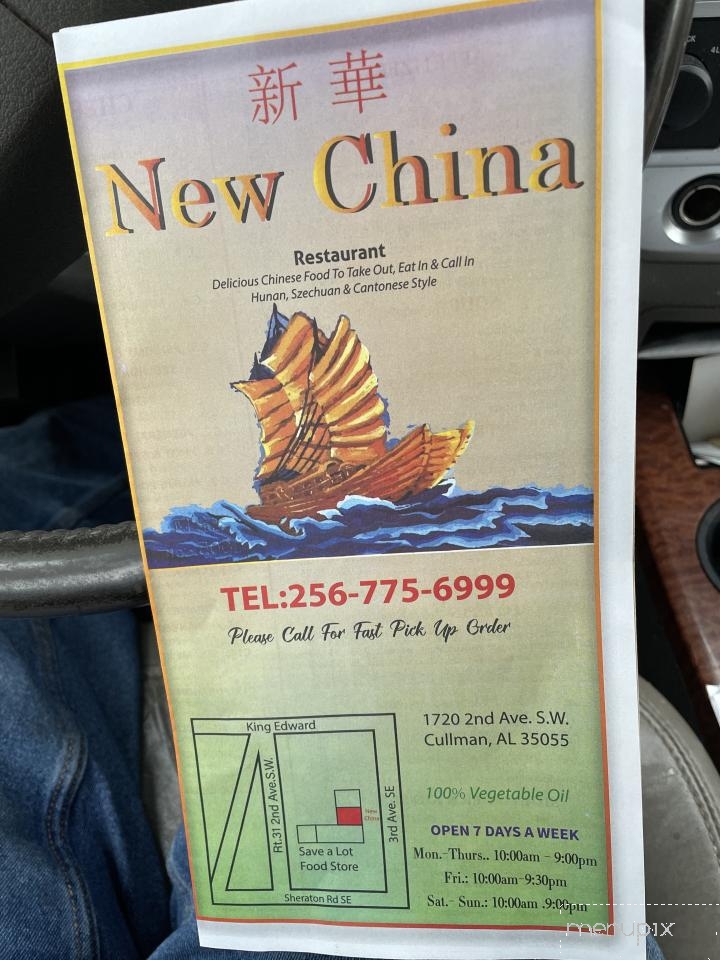 新華
New China
Restaurant
Delicious Chinese Food To Take Out, Eat In & Call In
Hunan, Szechuan & Cantonese Style
TEL:256-775-6999
Please Call For Fast Pick Up Order
King Edward
Rt.31 2nd Ave.S.W.
New
China
3rd Ave. SE
Save a Lot
Food Store
Sheraton Rd SE
1720 2nd Ave. S.W.
Cullman, AL 35055
100% Vegetable Oil
OPEN 7 DAYS A WEEK
Mon.-Thurs.. 10:00am - 9:00pm
Fri.: 10:00am-9:30pm
Sat.- Sun.: 10:00am .9:00pm
menupix
4L